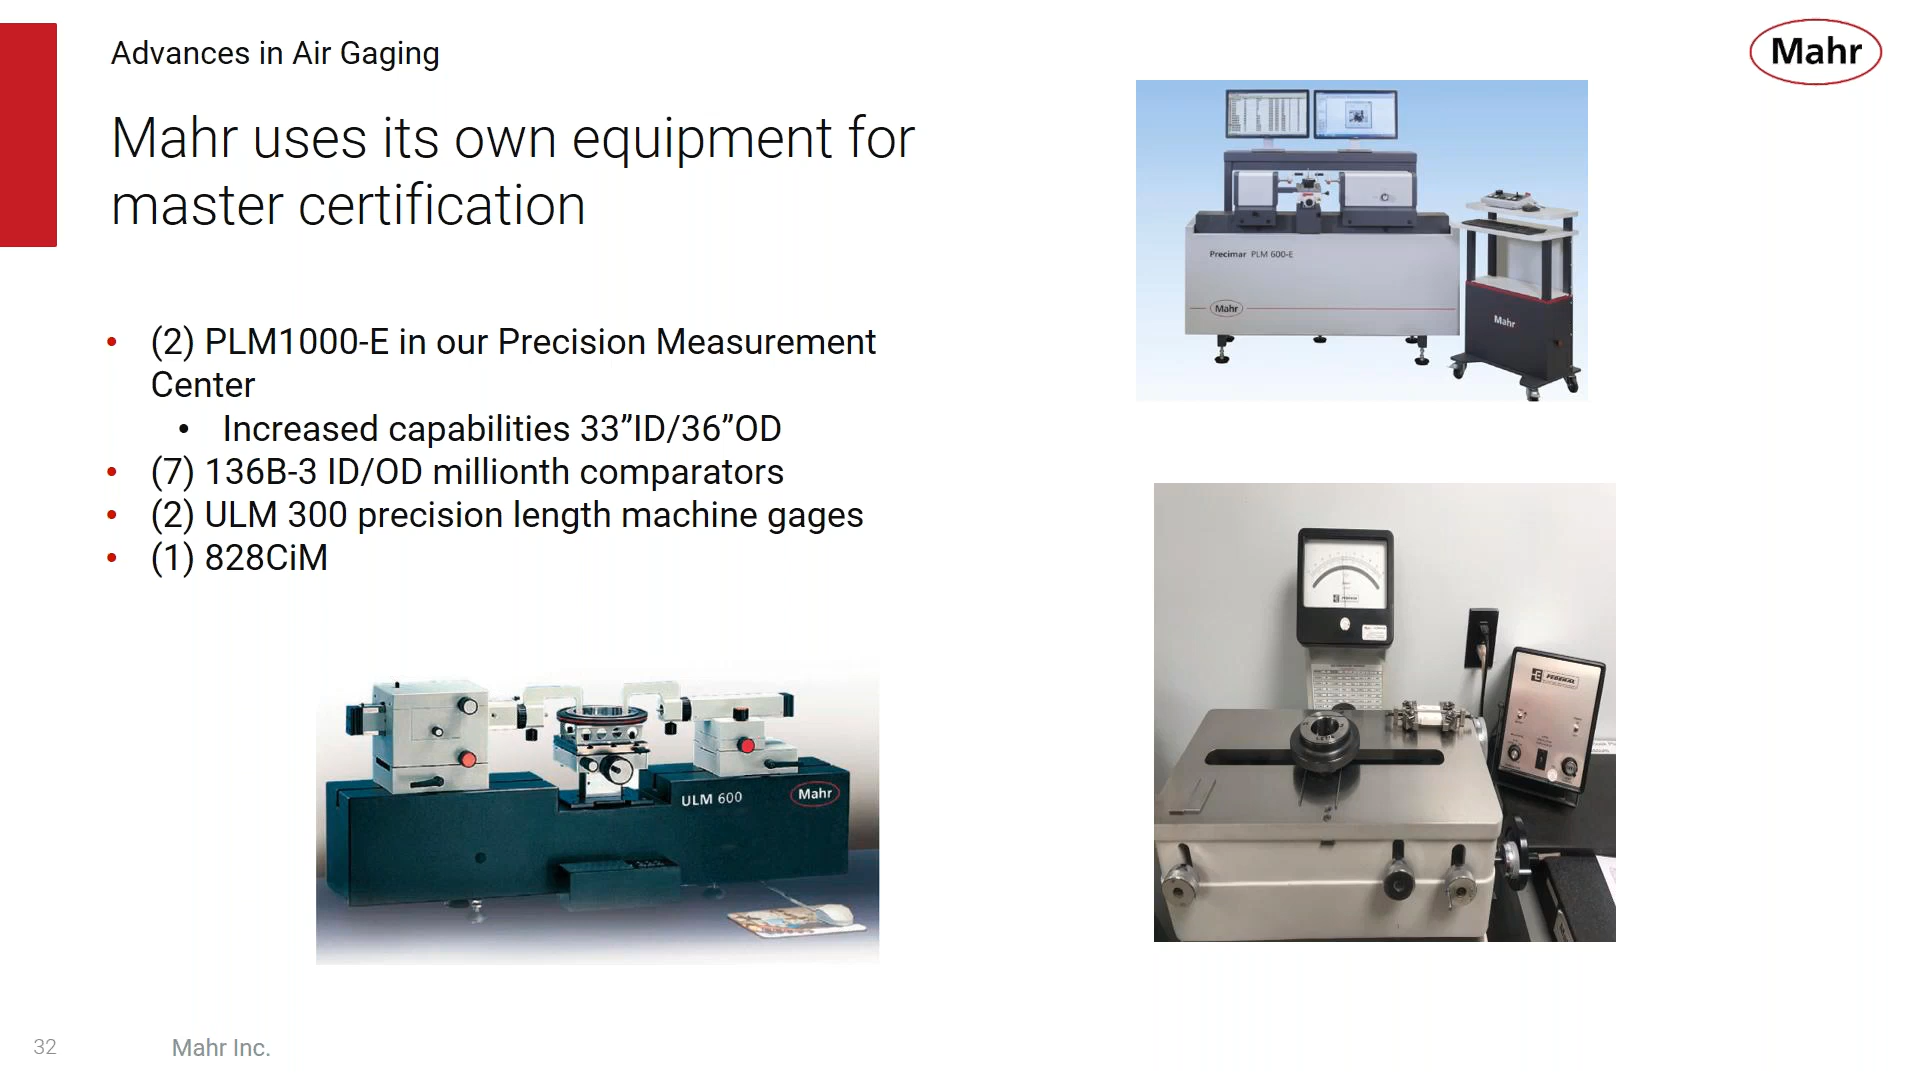 Advances in Air Gaging
Mahr
Mahr uses its own equipment for
master certification
• (2) PLM1000-E in our Precision Measurement
Center
• Increased capabilities 33”ID/36”OD
• (7) 136B-3 ID/OD millionth comparators
• (2) ULM 300 precision length machine gages
• (1) 828CiM
Precimar PLM 600-E
Mahr
Mahr
FEDERAL
FEDERAL
ULM 600
Mahr
32
Mahr Inc.